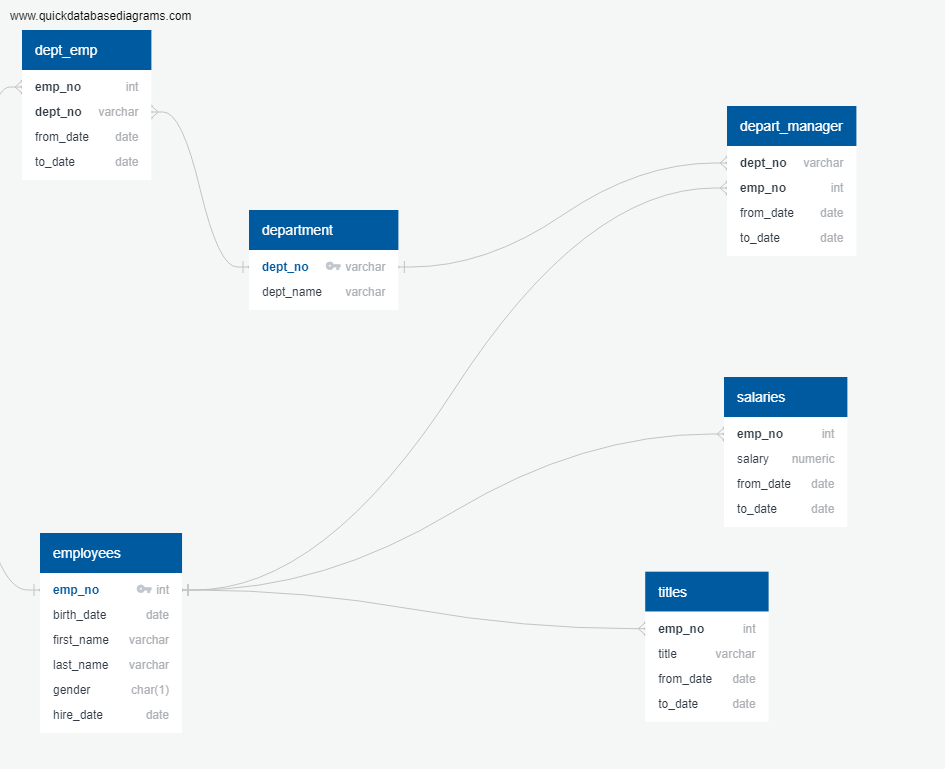 www.quickdatabasediagrams.com
dept_emp
emp_no int
dept_no varchar
from_date date
to_date date
depart_manager
dept_no varchar
emp_no int
from_date date
to_date date
department
dept_no varchar
dept_name varchar
salaries
emp_no int
salary numeric
from_date date
to_date date
employees
emp_no int
birth_date date
first_name varchar
last_name varchar
gender char(1)
hire_date date
titles
emp_no int
title varchar
from_date date
to_date date